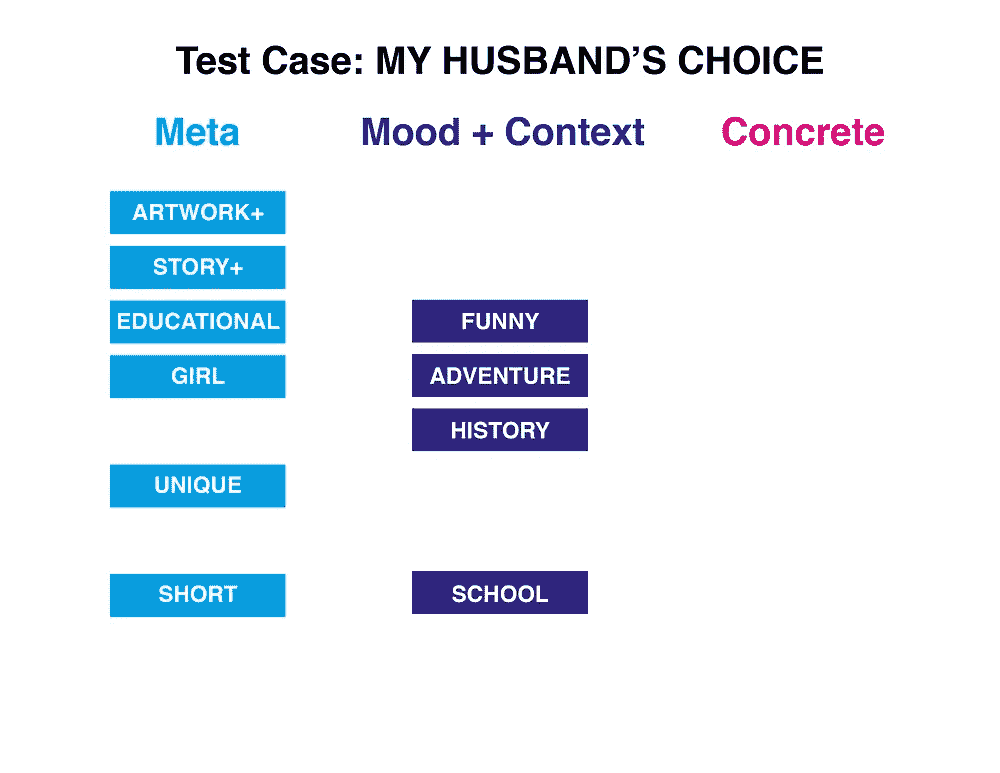 Test Case: MY HUSBAND’S CHOICE
Meta
Mood + Context
Concrete
ARTWORK+
STORY+
EDUCATIONAL
FUNNY
GIRL
ADVENTURE
HISTORY
UNIQUE
SHORT
SCHOOL